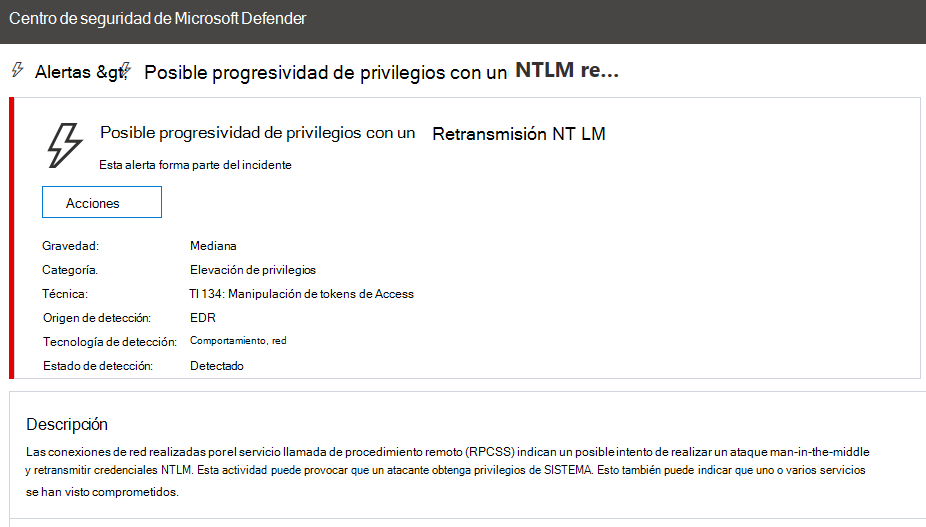 Centro de seguridad de Microsoft Defender
Alertas &gt; Posible progresividad de privilegios con un NTLM re...
Posible progresividad de privilegios con un Retransmisión NT LM
Esta alerta forma parte del incidente
Acciones
Gravedad: Mediana
Categoría. Elevación de privilegios
Técnica: TI 134: Manipulación de tokens de Access
Origen de detección: EDR
Tecnología de detección: Comportamiento, red
Estado de detección: Detectado
Descripción
Las conexiones de red realizadas por el servicio llamada de procedimiento remoto (RPCSS) indican un posible intento de realizar un ataque man-in-the-middle
y retransmitir credenciales NTLM. Esta actividad puede provocar que un atacante obtenga privilegios de SISTEMA. Esto también puede indicar que uno o varios servicios
se han visto comprometidos.